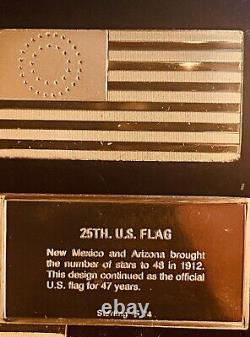 25TH. U.S. FLAG
New Mexico and Arizona brought
the number of stars to 48 in 1912.
This design continued as the official
U.S. flag for 47 years.
Sterling